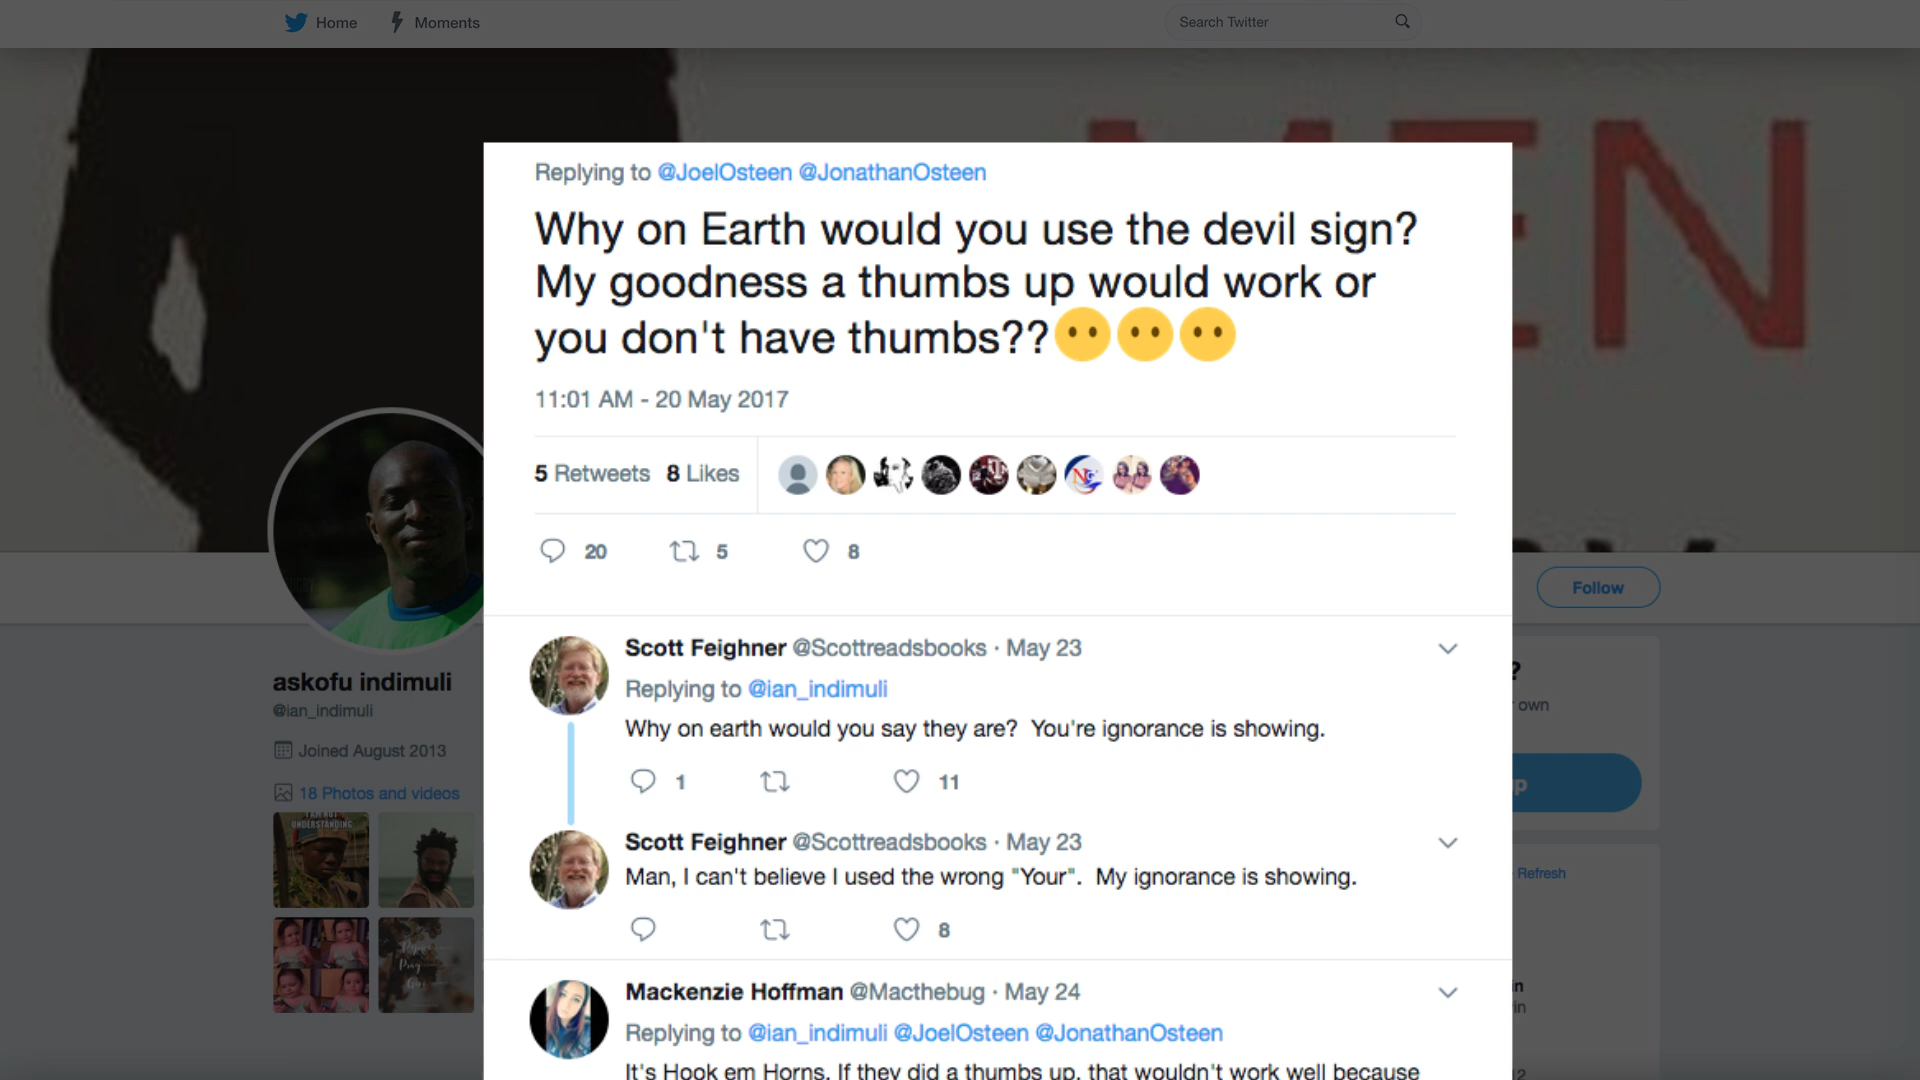 Home
Moments
Search Twitter
MEN
Replying to @JoelOsteen @JonathanOsteen
Why on Earth would you use the devil sign?
My goodness a thumbs up would work or
you don't have thumbs??😶😶😶
11:01 AM - 20 May 2017
5 Retweets 8 Likes
20 5 8
Follow
askofu indimuli
@ian_indimuli
Joined August 2013
18 Photos and videos
UNDERSTANDING
Scott Feighner @Scottreadsbooks · May 23
Replying to @ian_indimuli
Why on earth would you say they are?  You're ignorance is showing.
1 11
Scott Feighner @Scottreadsbooks · May 23
Man, I can't believe I used the wrong "Your".  My ignorance is showing.
8
Mackenzie Hoffman @Macthebug · May 24
Replying to @ian_indimuli @JoelOsteen @JonathanOsteen
It's Hook em Horns. If they did a thumbs up, that wouldn't work well because
?
own
p
Refresh
in